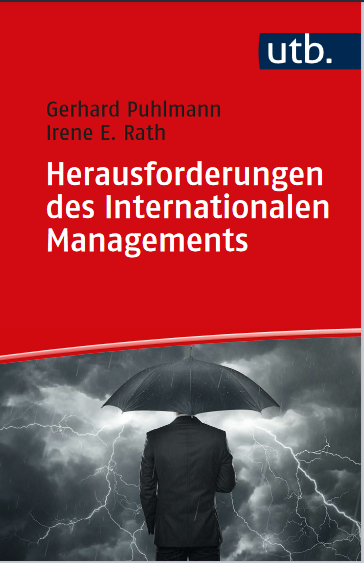 utb.
Gerhard Puhlmann
Irene E. Rath
Herausforderungen
des Internationalen
Managements